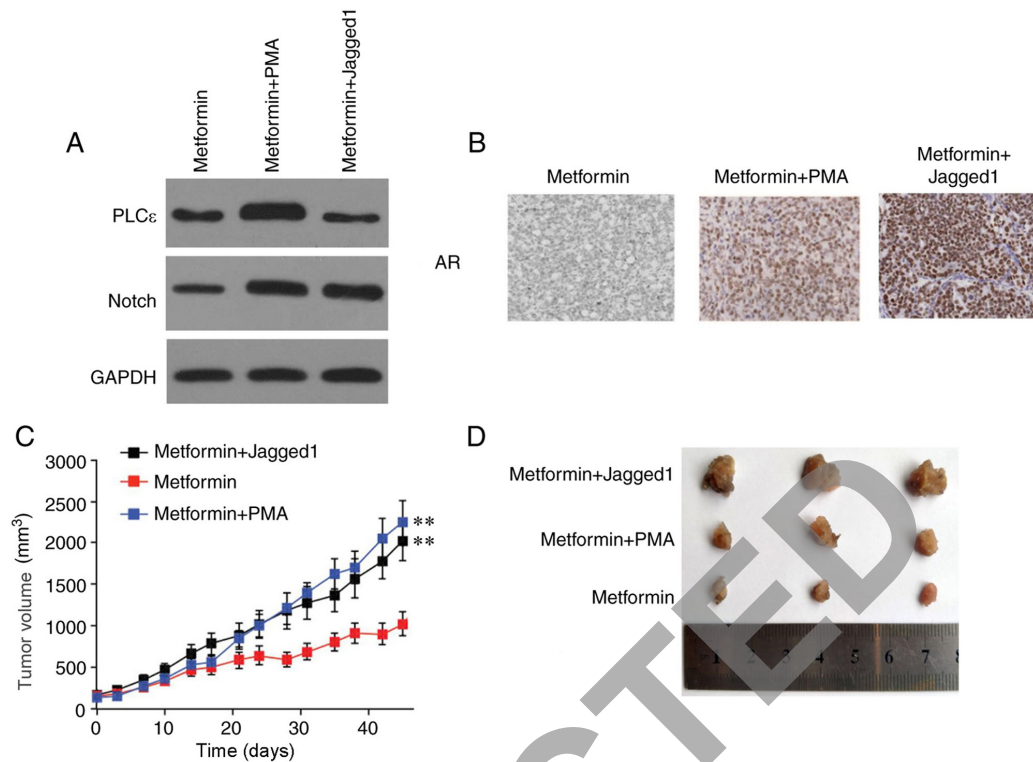 A
Metformin
Metformin+PMA
Metformin+Jagged1
PLCε
Notch
GAPDH
B
Metformin
Metformin+PMA
Metformin+
Jagged1
AR
C
Metformin+Jagged1
Metformin
Metformin+PMA
3000
2500
2000
1500
1000
500
0
Tumor volume (mm³)
**
**
0 10 20 30 40
Time (days)
D
Metformin+Jagged1
Metformin+PMA
Metformin
1 2 3 4 5 6 7 8
CTED